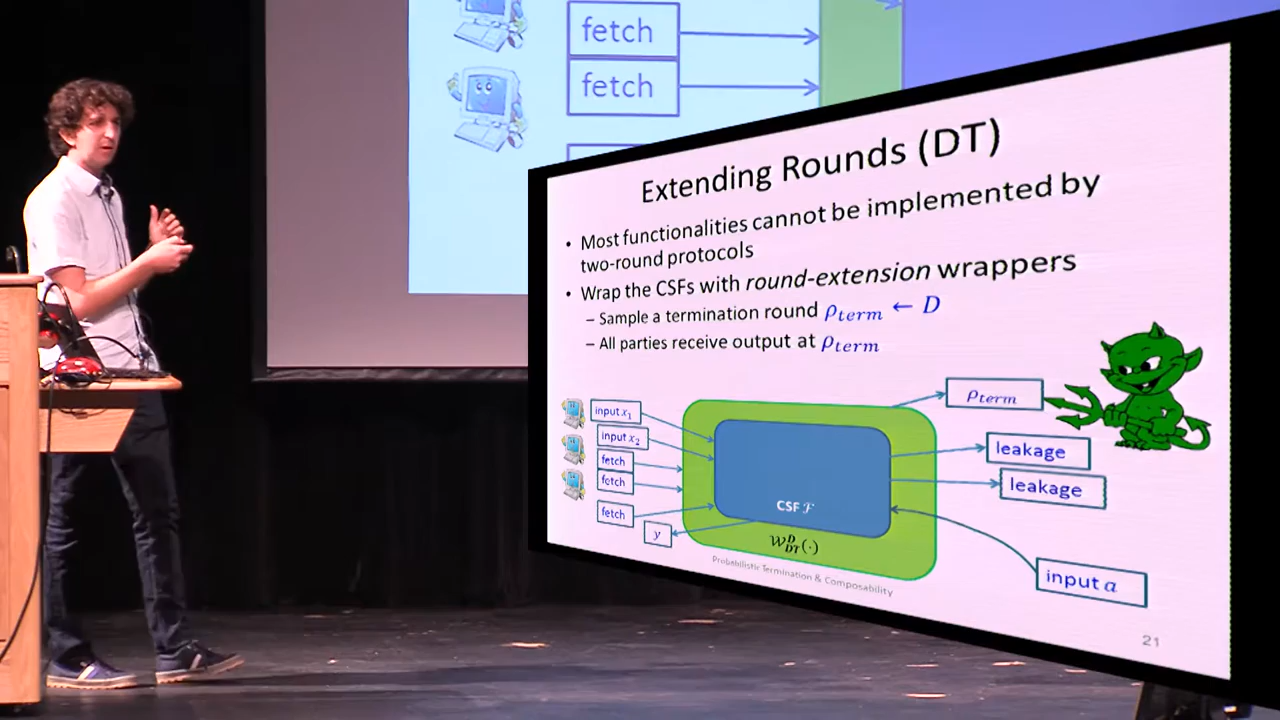 fetch
fetch
Extending Rounds (DT)
• Most functionalities cannot be implemented by
two-round protocols
• Wrap the CSFs with round-extension wrappers
– Sample a termination round ρterm ← D
– All parties receive output at ρterm
input x1
input x2
fetch
fetch
fetch
y
CSF ℱ
𝒲DT^D(·)
ρterm
leakage
leakage
input a
Probabilistic Termination & Composability
21